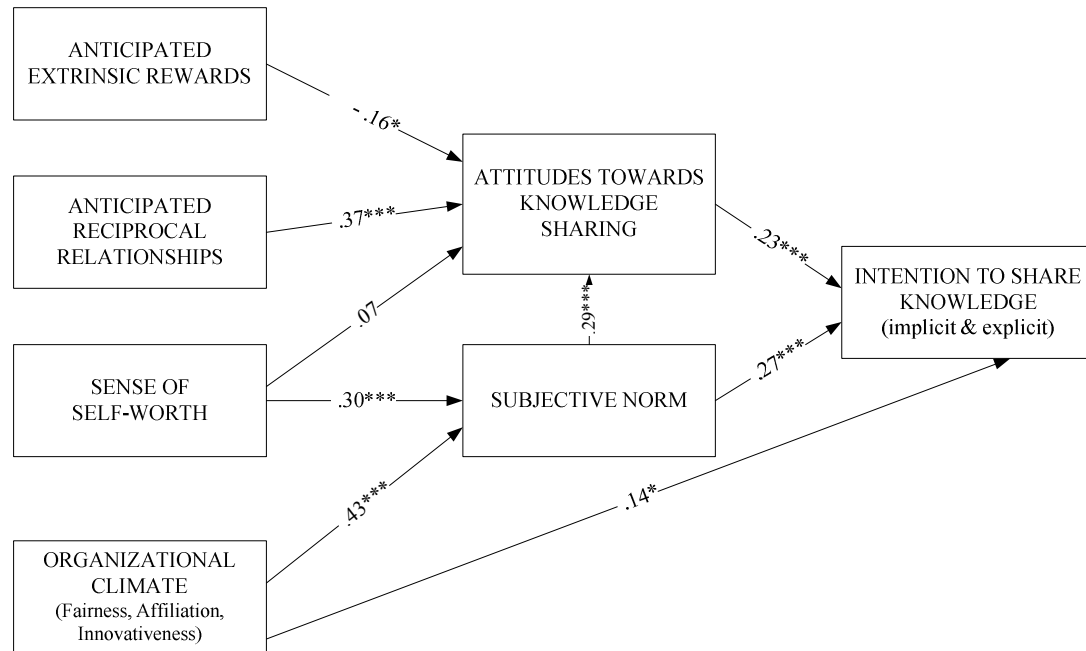 ANTICIPATED
EXTRINSIC REWARDS
- .16*
ATTITUDES TOWARDS
KNOWLEDGE
SHARING
ANTICIPATED
RECIPROCAL
RELATIONSHIPS
.37***
.23***
INTENTION TO SHARE
KNOWLEDGE
(implicit & explicit)
.07
.29***
.27***
SENSE OF
SELF-WORTH
.30***
SUBJECTIVE NORM
.43***
.14*
ORGANIZATIONAL
CLIMATE
(Fairness, Affiliation,
Innovativeness)